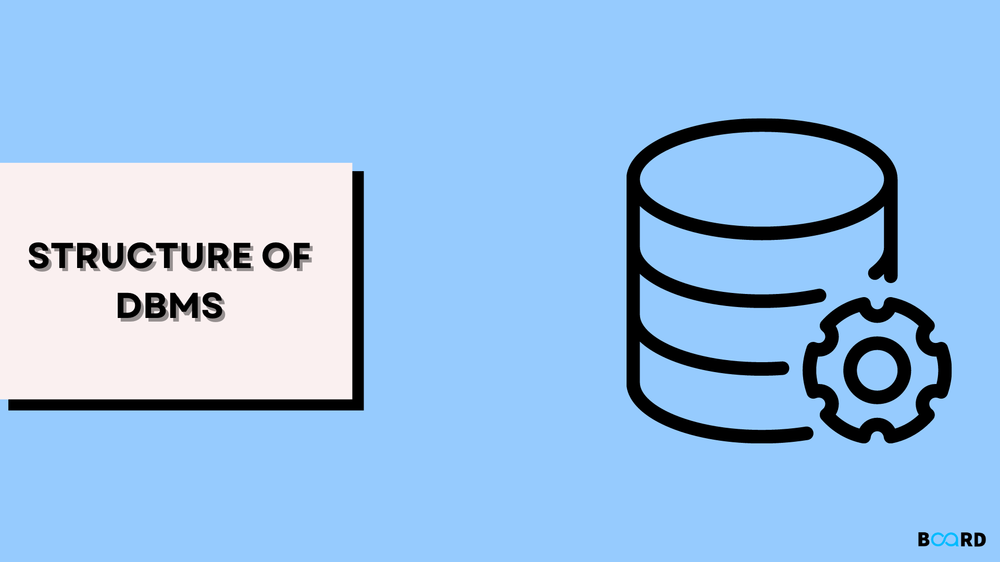 STRUCTURE OF
DBMS
BOARD